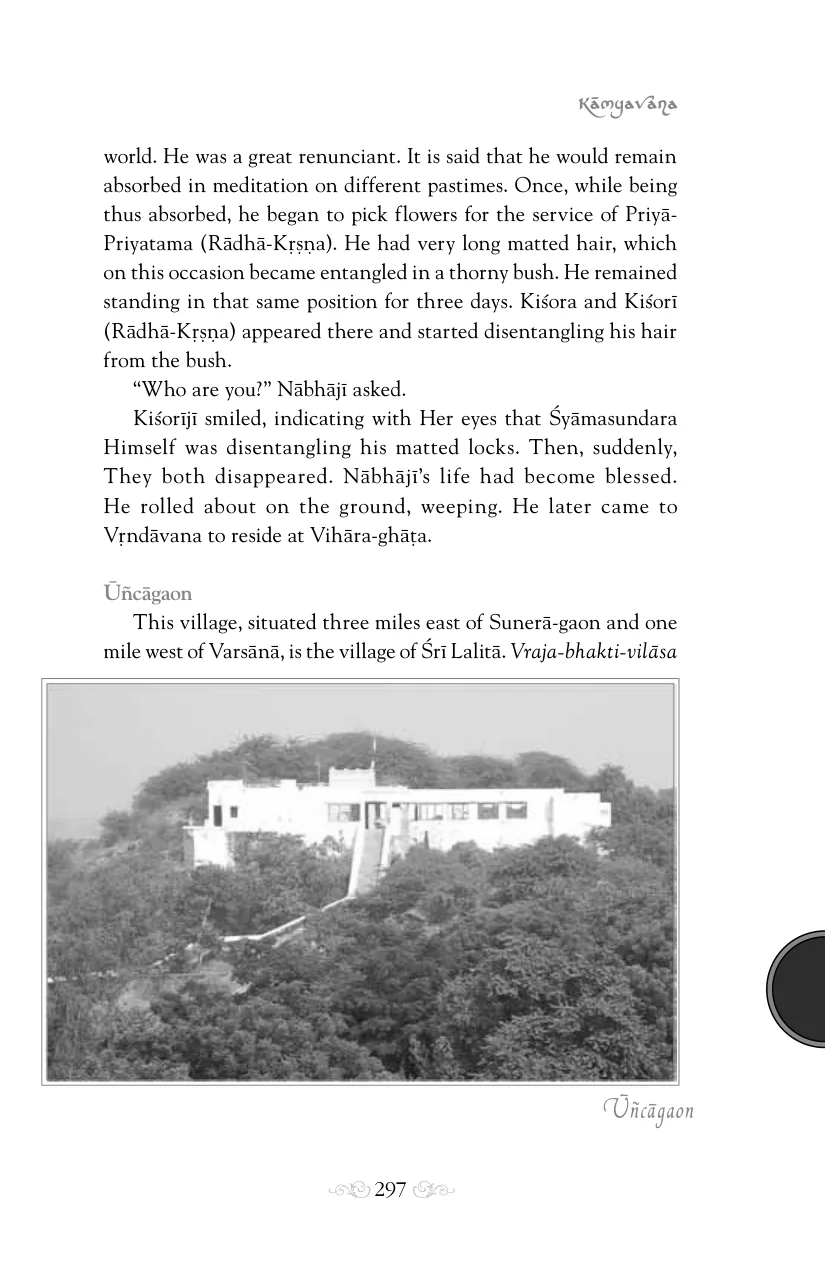 Kāmyavāṇa
world. He was a great renunciant. It is said that he would remain
absorbed in meditation on different pastimes. Once, while being
thus absorbed, he began to pick flowers for the service of Priyā-
Priyatama (Rādhā-Kṛṣṇa). He had very long matted hair, which
on this occasion became entangled in a thorny bush. He remained
standing in that same position for three days. Kiśora and Kiśorī
(Rādhā-Kṛṣṇa) appeared there and started disentangling his hair
from the bush.
“Who are you?” Nābhājī asked.
Kiśorījī smiled, indicating with Her eyes that Śyāmasundara
Himself was disentangling his matted locks. Then, suddenly,
They both disappeared. Nābhājī’s life had become blessed.
He rolled about on the ground, weeping. He later came to
Vṛndāvana to reside at Vihāra-ghāṭa.
Ūñcāgaon
This village, situated three miles east of Sunerā-gaon and one
mile west of Varsānā, is the village of Śrī Lalitā. Vraja-bhakti-vilāsa
Ūñcāgaon
297